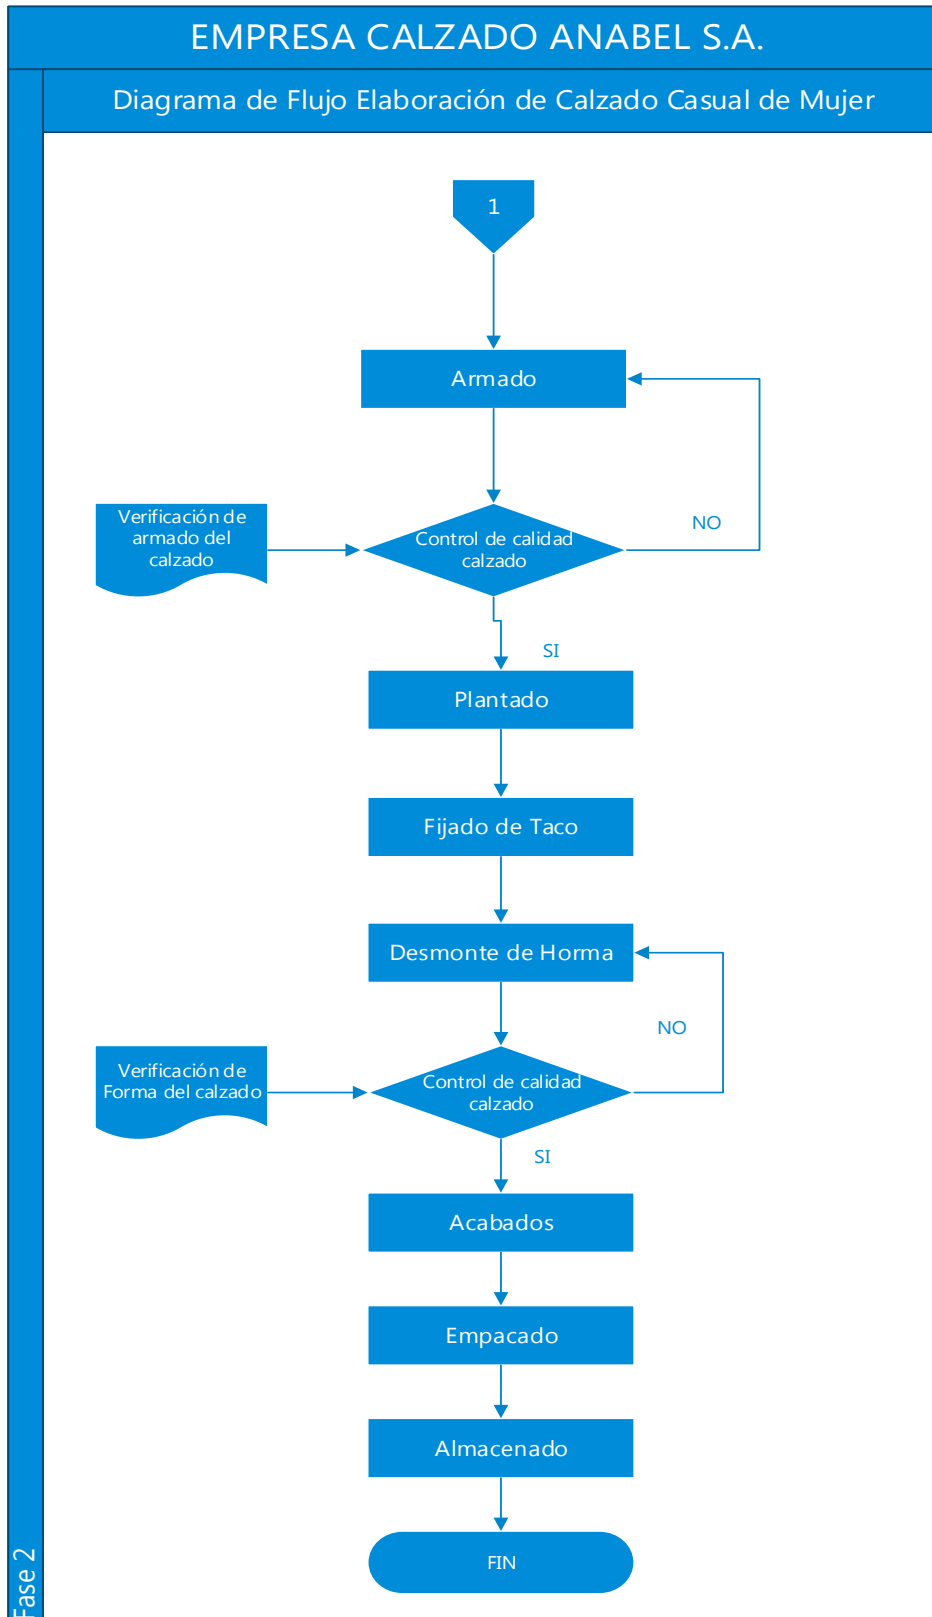 EMPRESA CALZADO ANABEL S.A.
Diagrama de Flujo Elaboración de Calzado Casual de Mujer
1
Armado
NO
Verificación de
armado del
calzado
Control de calidad
calzado
SI
Plantado
Fijado de Taco
Desmonte de Horma
NO
Verificación de
Forma del calzado
Control de calidad
calzado
SI
Acabados
Empacado
Almacenado
FIN
Fase 2